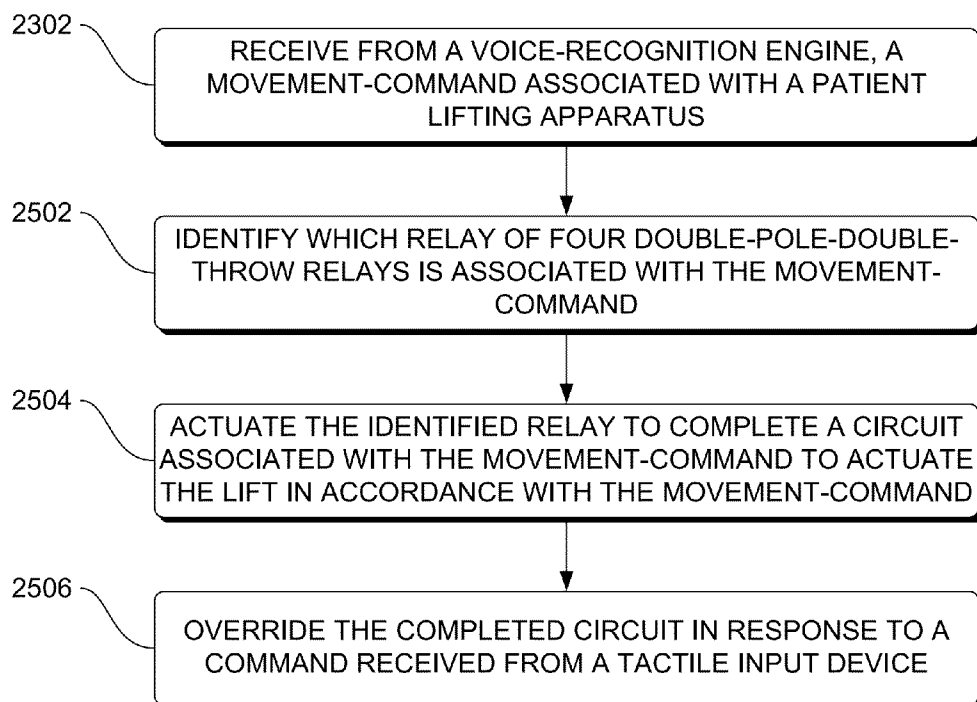 2302
RECEIVE FROM A VOICE-RECOGNITION ENGINE, A
MOVEMENT-COMMAND ASSOCIATED WITH A PATIENT
LIFTING APPARATUS
2502
IDENTIFY WHICH RELAY OF FOUR DOUBLE-POLE-DOUBLE-
THROW RELAYS IS ASSOCIATED WITH THE MOVEMENT-
COMMAND
2504
ACTUATE THE IDENTIFIED RELAY TO COMPLETE A CIRCUIT
ASSOCIATED WITH THE MOVEMENT-COMMAND TO ACTUATE
THE LIFT IN ACCORDANCE WITH THE MOVEMENT-COMMAND
2506
OVERRIDE THE COMPLETED CIRCUIT IN RESPONSE TO A
COMMAND RECEIVED FROM A TACTILE INPUT DEVICE